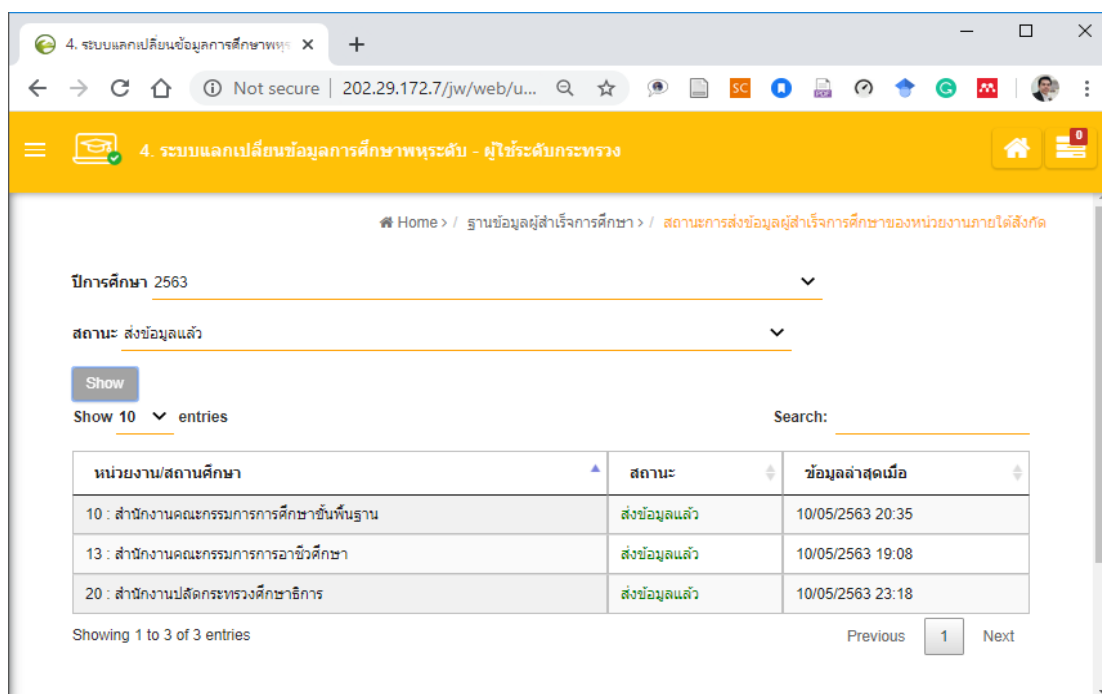 4. ระบบแลกเปลี่ยนข้อมูลการศึกษาพหุร
Not secure | 202.29.172.7/jw/web/u...
SC
4. ระบบแลกเปลี่ยนข้อมูลการศึกษาพหุระดับ - ผู้ใช้ระดับกระทรวง
0
Home > / ฐานข้อมูลผู้สำเร็จการศึกษา > / สถานะการส่งข้อมูลผู้สำเร็จการศึกษาของหน่วยงานภายใต้สังกัด
ปีการศึกษา 2563
สถานะ ส่งข้อมูลแล้ว
Show
Show 10 entries Search:
หน่วยงาน/สถานศึกษา สถานะ ข้อมูลล่าสุดเมื่อ
10 : สำนักงานคณะกรรมการการศึกษาขั้นพื้นฐาน ส่งข้อมูลแล้ว 10/05/2563 20:35
13 : สำนักงานคณะกรรมการการอาชีวศึกษา ส่งข้อมูลแล้ว 10/05/2563 19:08
20 : สำนักงานปลัดกระทรวงศึกษาธิการ ส่งข้อมูลแล้ว 10/05/2563 23:18
Showing 1 to 3 of 3 entries Previous 1 Next